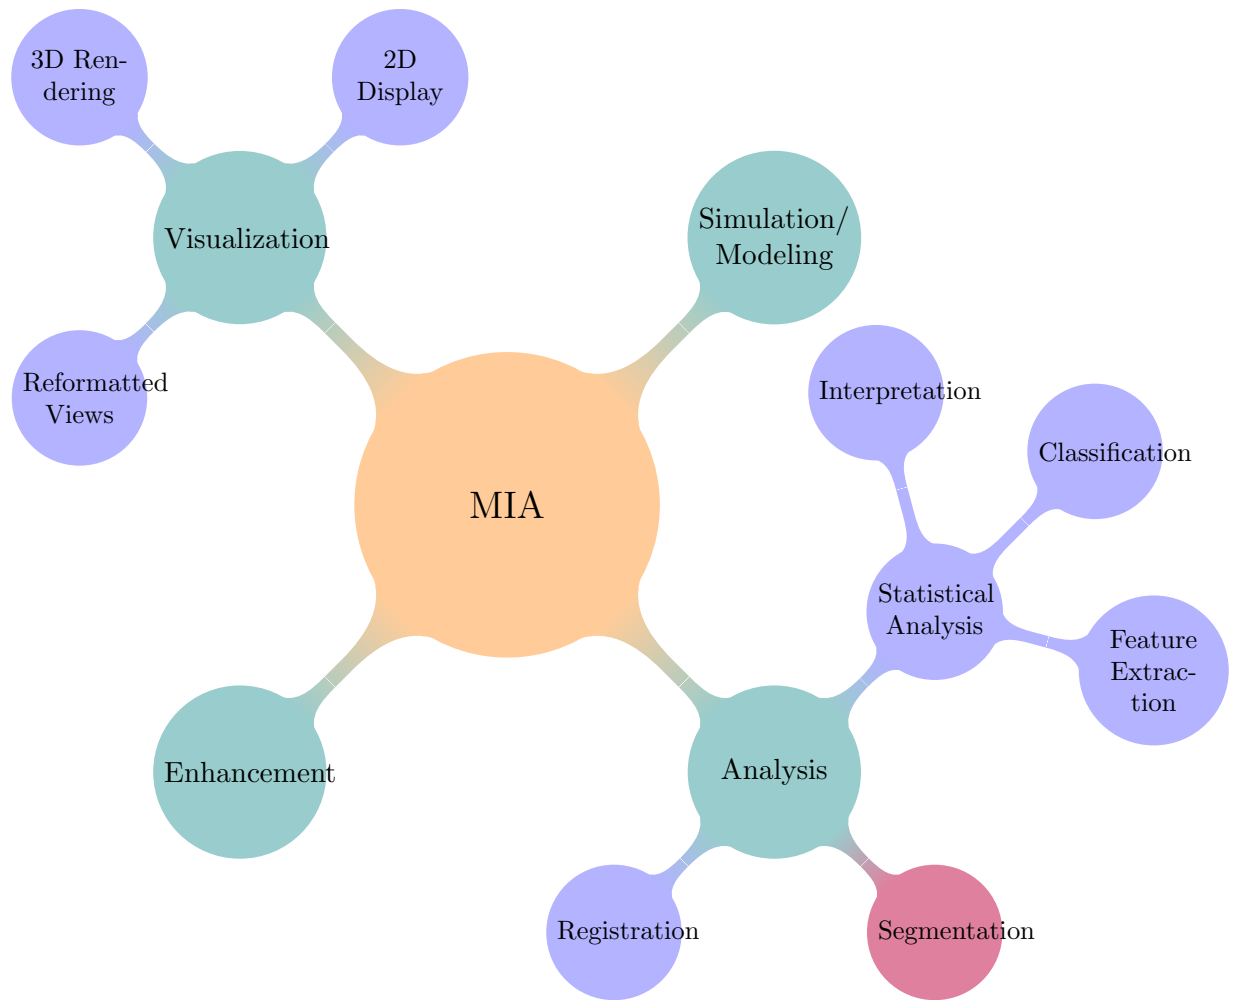 3D Ren-
dering
2D
Display
Visualization
Simulation/
Modeling
Reformatted
Views
Interpretation
Classification
MIA
Statistical
Analysis
Feature
Extrac-
tion
Enhancement
Analysis
Registration
Segmentation